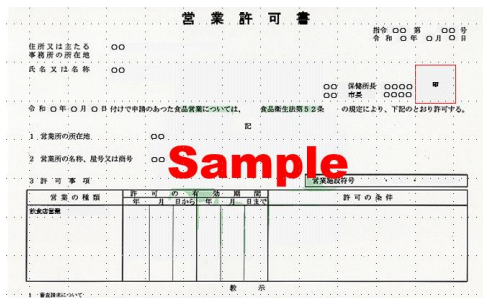 営業許可書
指令 〇〇 第 〇〇 号
令和 〇年 〇月 〇日
住所又は主たる 〇〇
事務所の所在地
氏名又は名称 〇〇
〇〇 保健所長 〇〇〇〇
〇〇 市長 〇〇〇〇
印
令和〇年〇月〇日付けで申請のあった食品営業については、 食品衛生法第52条 の規定により、下記のとおり許可する。
記
1 営業所の所在地 〇〇
2 営業所の名称、屋号又は商号 〇〇
Sample
3 許可事項
営業施設符号
営業の種類 許可の有効期間 許可の条件
年 月 日から 年 月 日まで
飲食店営業
教示
1 審査請求について